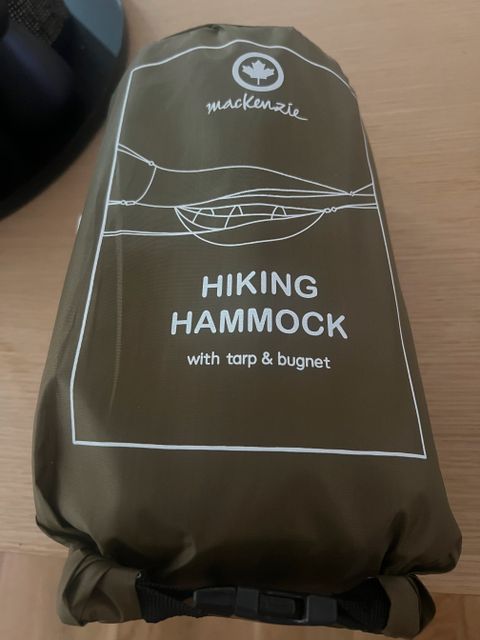 mackenzie
HIKING
HAMMOCK
with tarp & bugnet